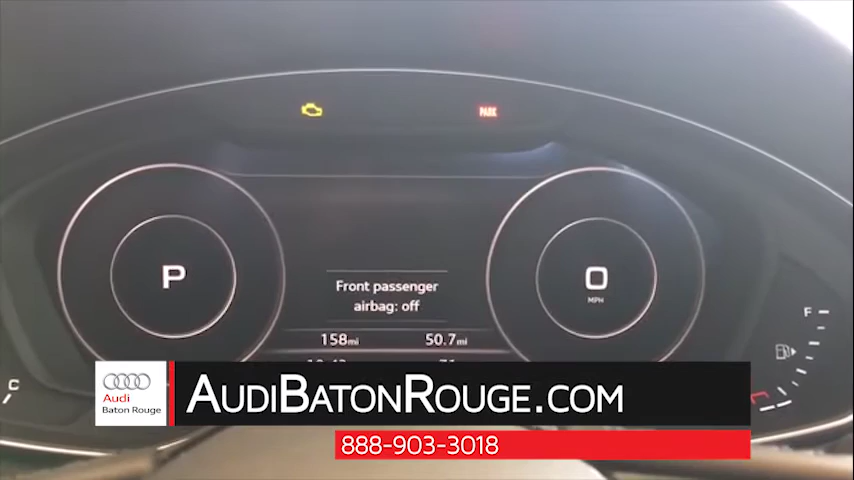 PARK
P
0
MPH
Front passenger
airbag: off
158mi
50.7mi
F
C
Audi
Baton Rouge
AUDIBATONROUGE.COM
888-903-3018